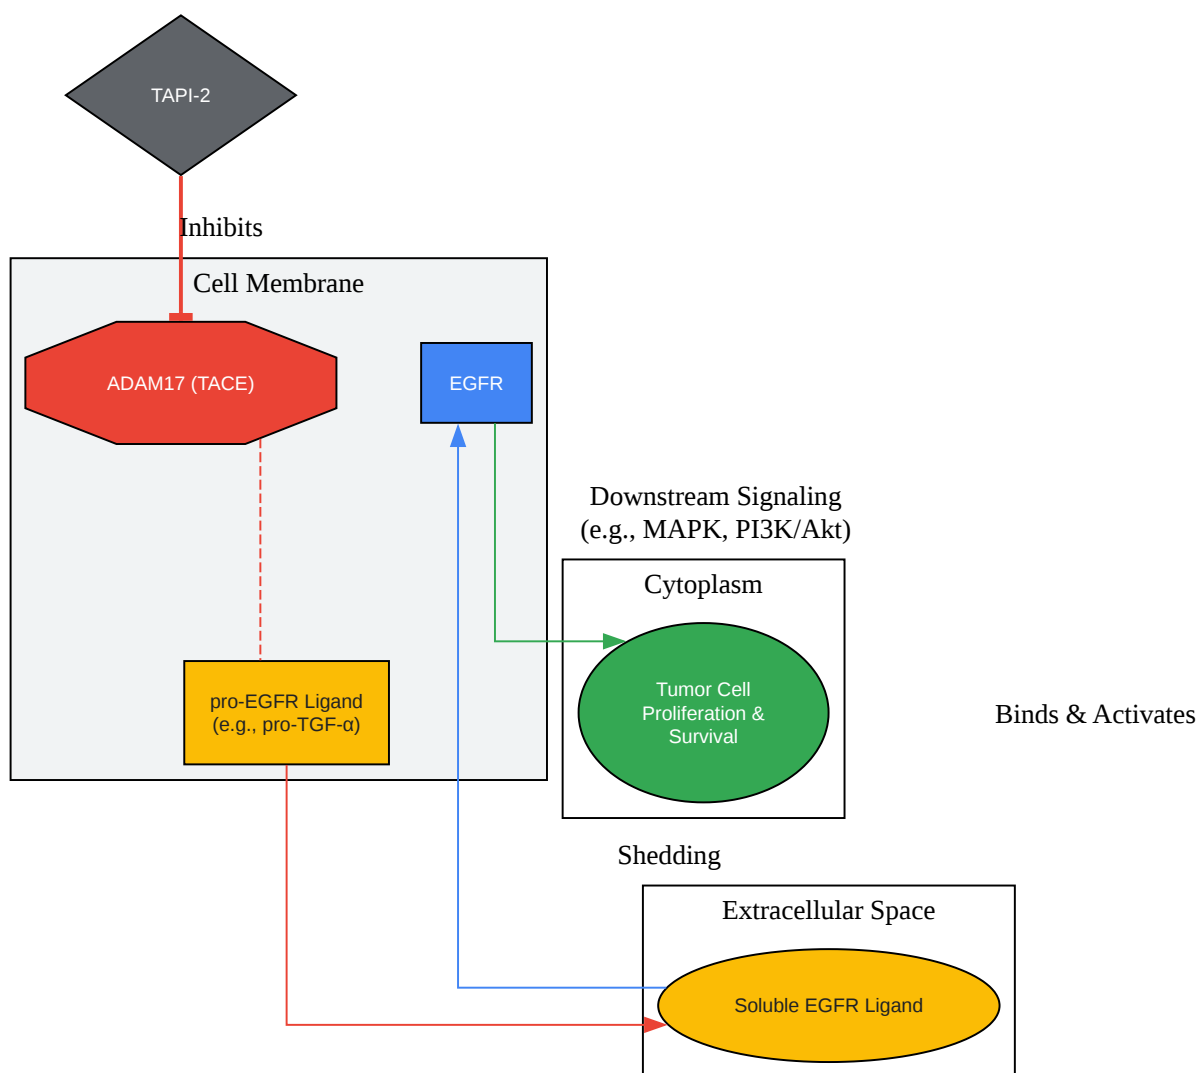 TAPI-2
Inhibits
Cell Membrane
ADAM17 (TACE)
EGFR
Downstream Signaling
(e.g., MAPK, PI3K/Akt)
Cytoplasm
Tumor Cell
Proliferation &
Survival
pro-EGFR Ligand
(e.g., pro-TGF-α)
Binds & Activates
Shedding
Extracellular Space
Soluble EGFR Ligand